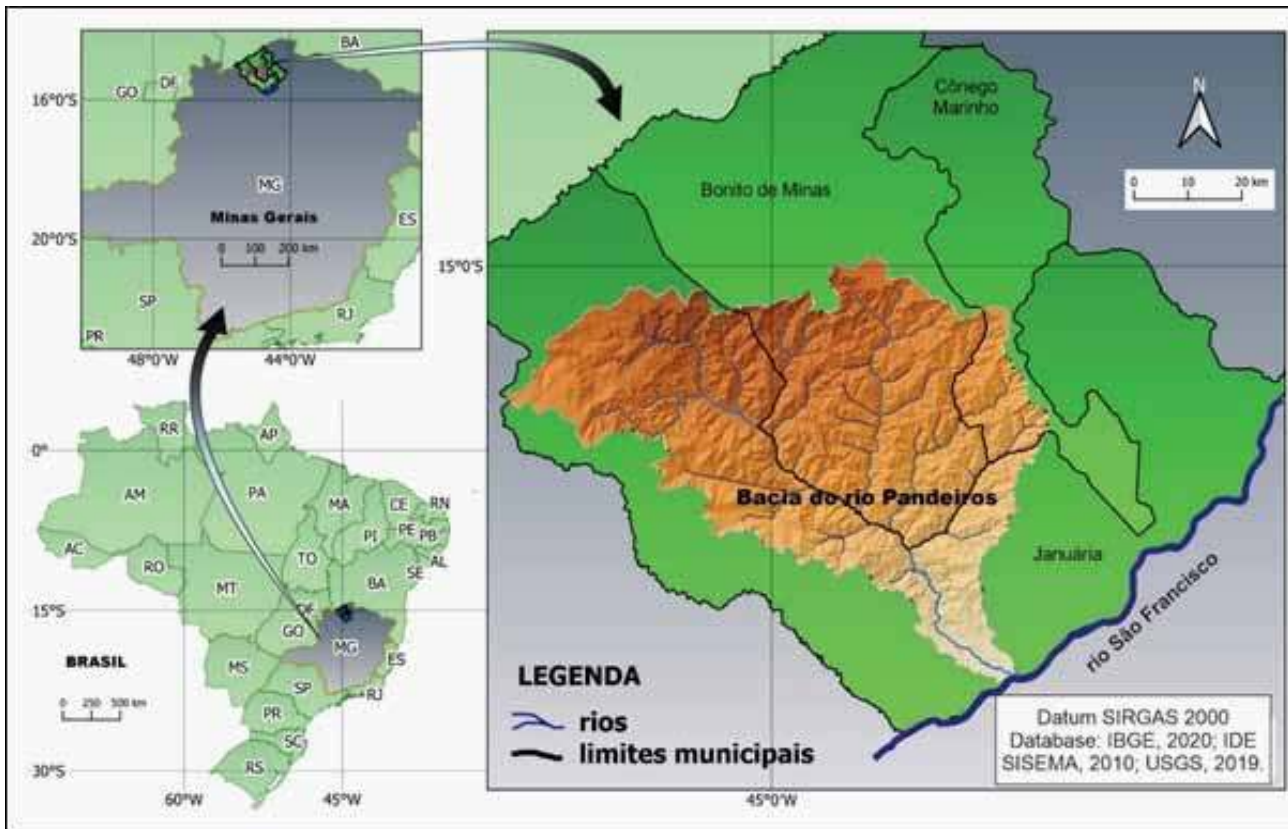 BA
DF
GO
16°0'S
MG
Minas Gerais
0 100 200 km
ES
20°0'S
SP
RJ
PR
48°0'W 44°0'W
Cônego
Marinho
N
Bonito de Minas
0 10 20 km
15°0'S
Bacia do rio Pandeiros
Januária
rio São Francisco
LEGENDA
rios
limites municipais
Datum SIRGAS 2000
Database: IBGE, 2020; IDE
SISEMA, 2010; USGS, 2019.
45°0'W
RR
AP
0°
AM
PA
MA
CE
RN
PI
PE
PB
AC
TO
AL
RO
SE
MT
BA
15°S
DF
GO
MG
BRASIL
MS
ES
0 250 500 km
SP
RJ
PR
SC
RS
30°S
60°W 45°W